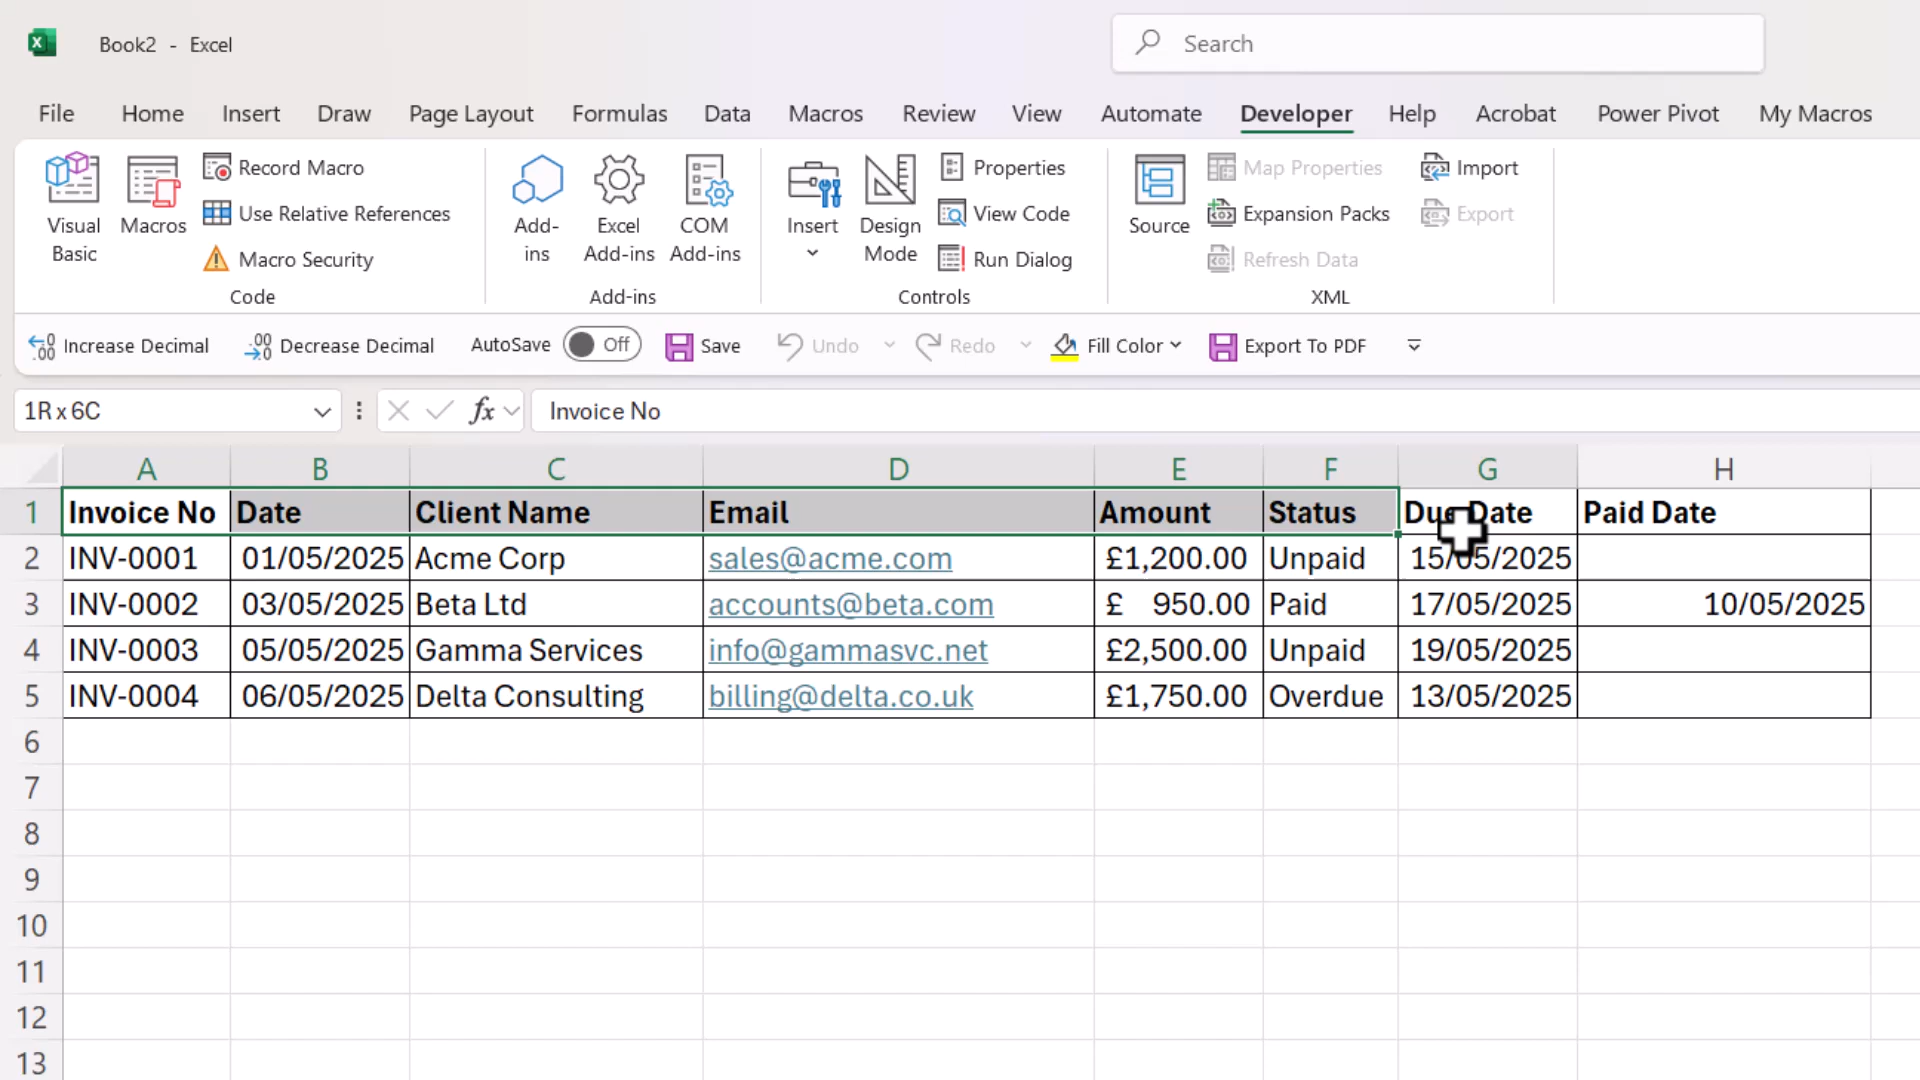 Book2 - Excel
Search
File Home Insert Draw Page Layout Formulas Data Macros Review View Automate Developer Help Acrobat Power Pivot My Macros
Visual Basic Macros Record Macro Use Relative References Macro Security
Add-ins Excel Add-ins COM Add-ins
Insert Design Mode Properties View Code Run Dialog
Source Map Properties Expansion Packs Refresh Data Import Export
Code Add-ins Controls XML
Increase Decimal Decrease Decimal AutoSave Off Save Undo Redo Fill Color Export To PDF
1R x 6C fx Invoice No
A B C D E F G H
1 Invoice No Date Client Name Email Amount Status Due Date Paid Date
2 INV-0001 01/05/2025 Acme Corp sales@acme.com £1,200.00 Unpaid 15/05/2025
3 INV-0002 03/05/2025 Beta Ltd accounts@beta.com £ 950.00 Paid 17/05/2025 10/05/2025
4 INV-0003 05/05/2025 Gamma Services info@gammasvc.net £2,500.00 Unpaid 19/05/2025
5 INV-0004 06/05/2025 Delta Consulting billing@delta.co.uk £1,750.00 Overdue 13/05/2025
6
7
8
9
10
11
12
13